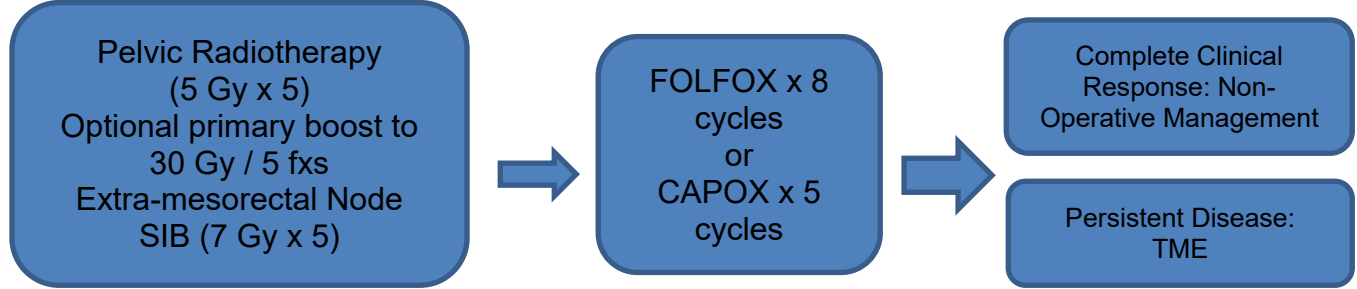 Pelvic Radiotherapy
(5 Gy x 5)
Optional primary boost to
30 Gy / 5 fxs
Extra-mesorectal Node
SIB (7 Gy x 5)
FOLFOX x 8
cycles
or
CAPOX x 5
cycles
Complete Clinical
Response: Non-
Operative Management
Persistent Disease:
TME